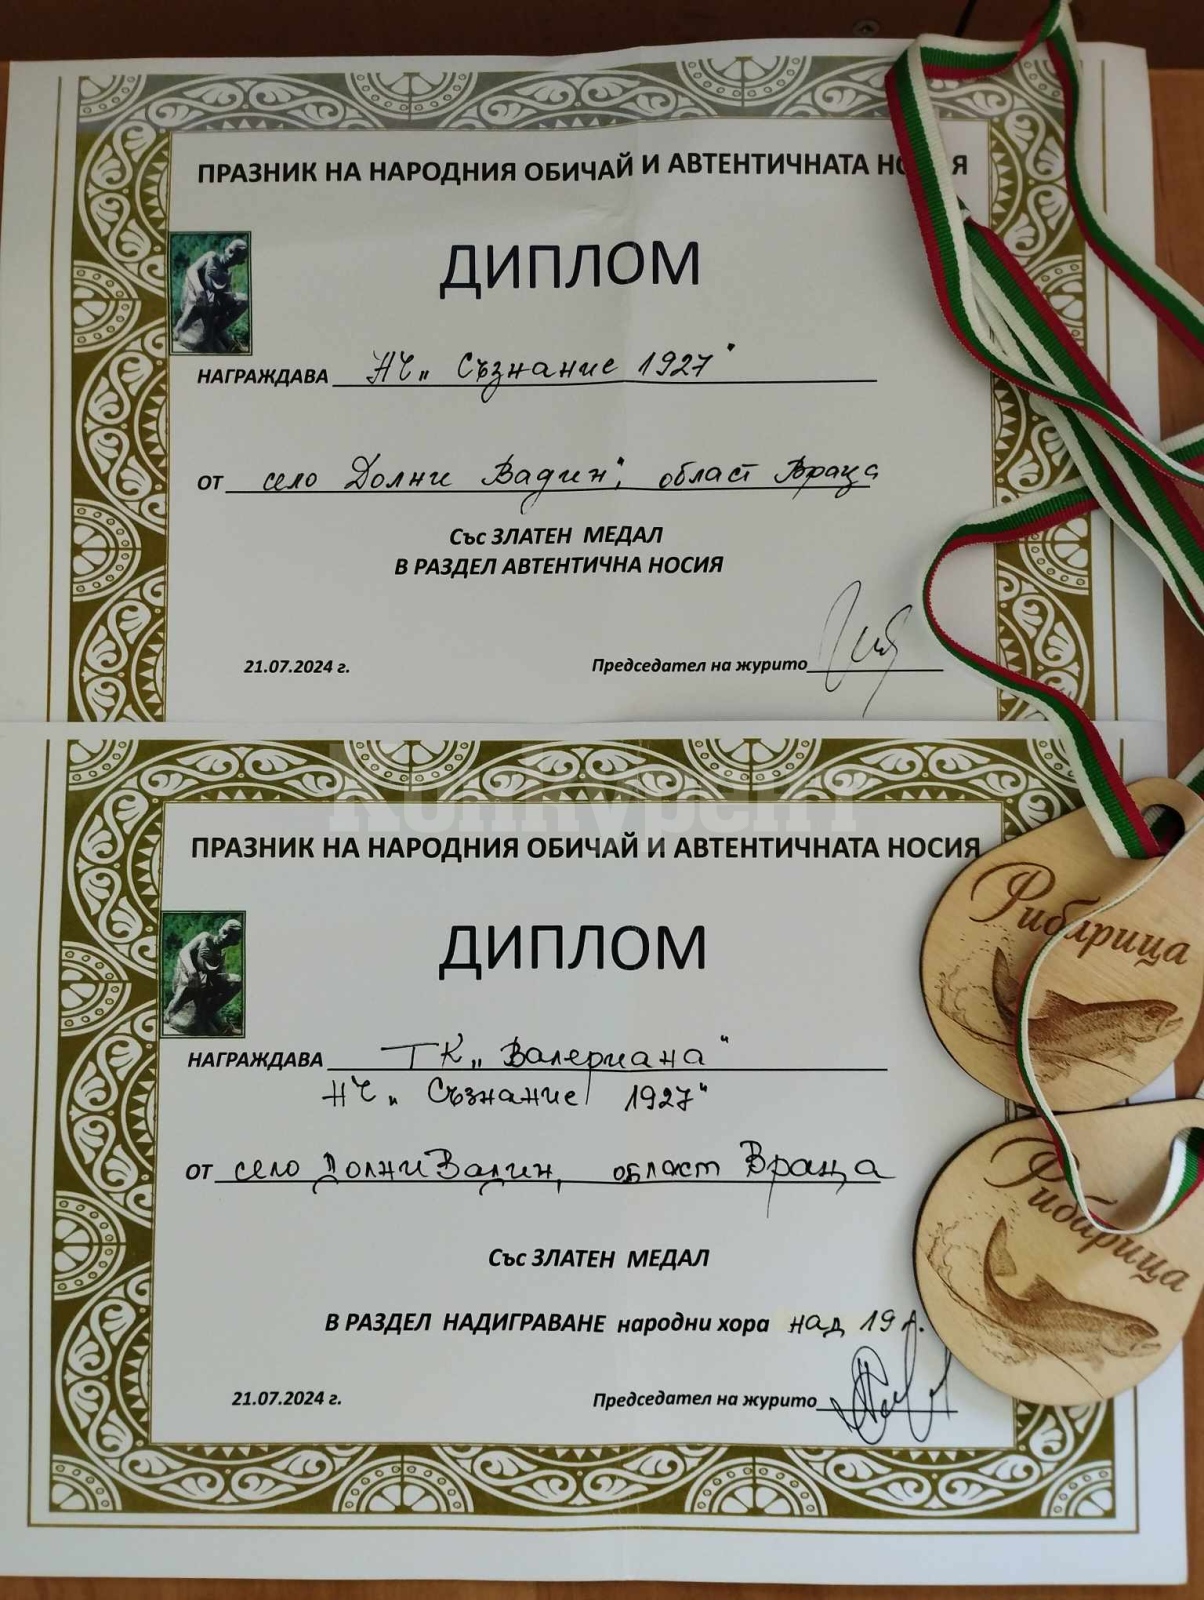 ПРАЗНИК НА НАРОДНИЯ ОБИЧАЙ И АВТЕНТИЧНАТА НО Я
ДИПЛОМ
НАГРАЖДАВА НЧ „Съзнание 1927"
ОТ село Долни Вадин", област Враца
Със ЗЛАТЕН МЕДАЛ
В РАЗДЕЛ АВТЕНТИЧНА НОСИЯ
21.07.2024 г. Председател на журито
Конкурент
ПРАЗНИК НА НАРОДНИЯ ОБИЧАЙ И АВТЕНТИЧНАТА НОСИЯ
ДИПЛОМ
НАГРАЖДАВА ТК „Валериана"
НЧ „Съзнание 1927"
ОТ село Долни Вадин, област Враца
Със ЗЛАТЕН МЕДАЛ
В РАЗДЕЛ НАДИГРАВАНЕ народни хора над 19 г.
21.07.2024 г. Председател на журито
Рибарица
Рибарица